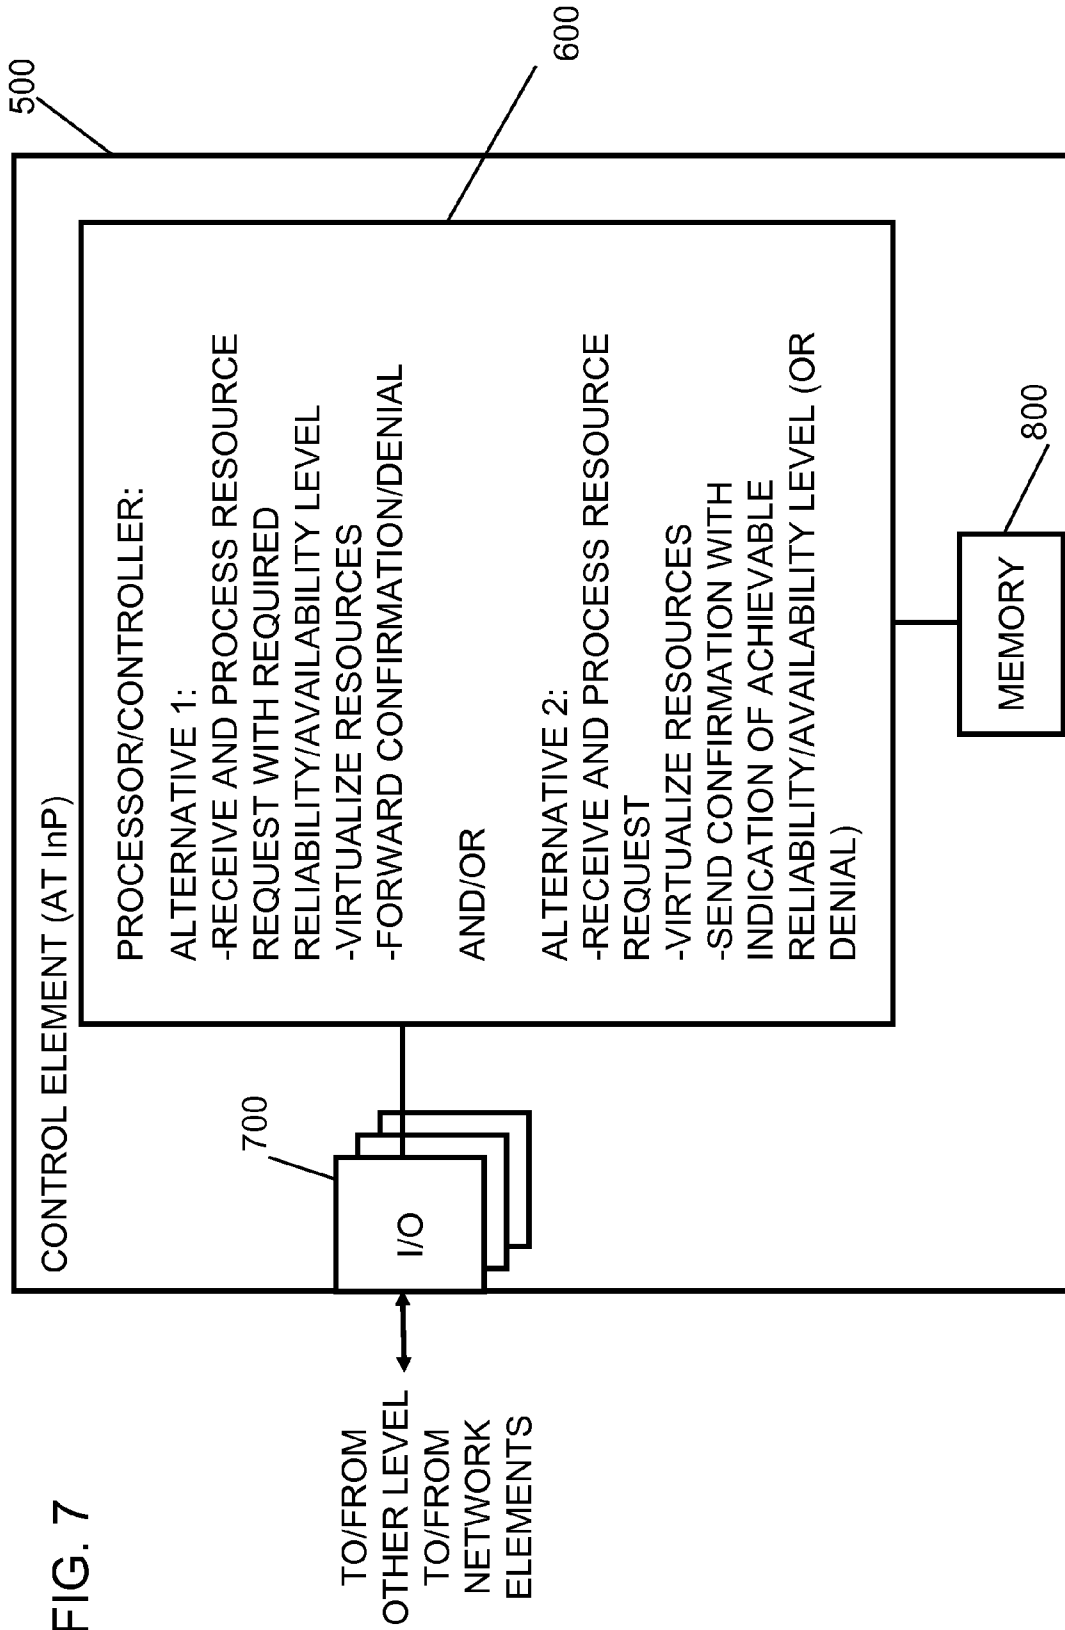 FIG. 7
500
CONTROL ELEMENT (AT InP)
600
PROCESSOR/CONTROLLER:
ALTERNATIVE 1:
-RECEIVE AND PROCESS RESOURCE
REQUEST WITH REQUIRED
RELIABILITY/AVAILABILITY LEVEL
-VIRTUALIZE RESOURCES
-FORWARD CONFIRMATION/DENIAL
AND/OR
ALTERNATIVE 2:
-RECEIVE AND PROCESS RESOURCE
REQUEST
-VIRTUALIZE RESOURCES
-SEND CONFIRMATION WITH
INDICATION OF ACHIEVABLE
RELIABILITY/AVAILABILITY LEVEL (OR
DENIAL)
700
I/O
TO/FROM
OTHER LEVEL
TO/FROM
NETWORK
ELEMENTS
800
MEMORY